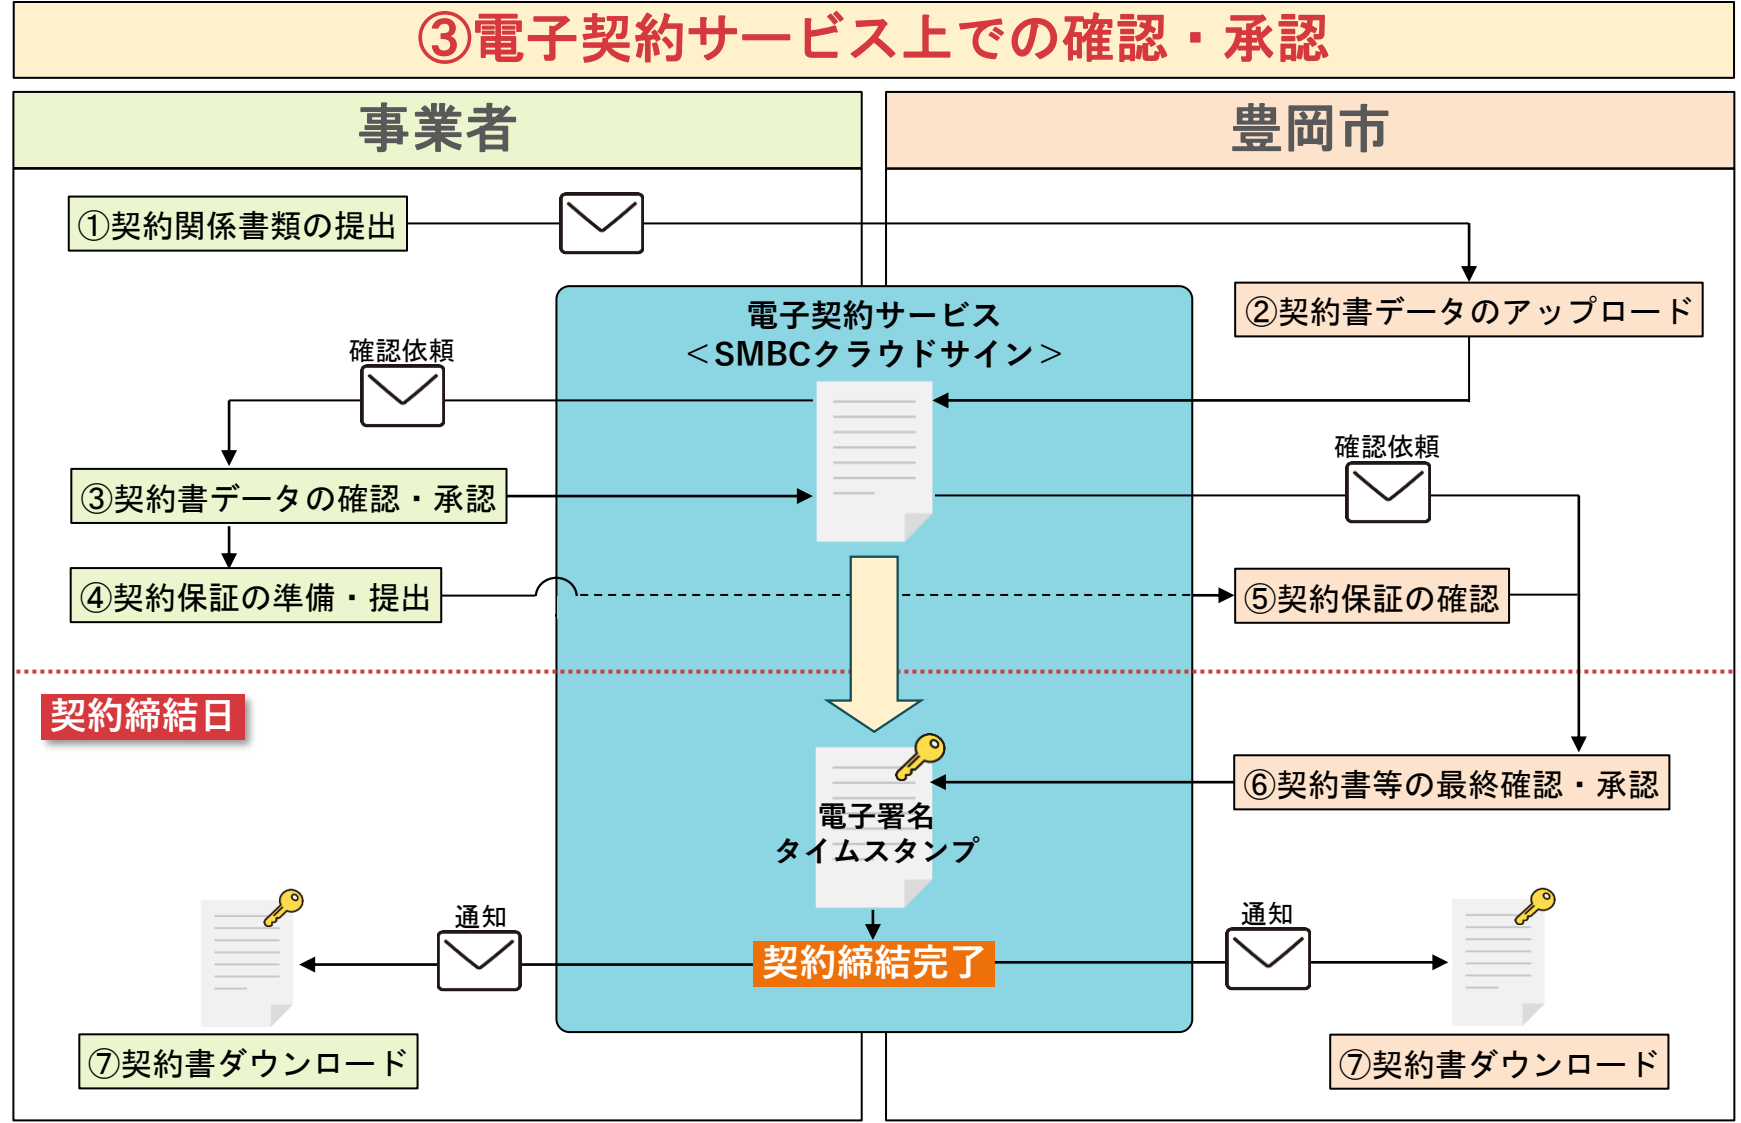 ③電子契約サービス上での確認・承認
事業者
豊岡市
①契約関係書類の提出
②契約書データのアップロード
電子契約サービス
＜SMBCクラウドサイン＞
確認依頼
確認依頼
③契約書データの確認・承認
④契約保証の準備・提出
⑤契約保証の確認
契約締結日
⑥契約書等の最終確認・承認
電子署名
タイムスタンプ
通知
通知
契約締結完了
⑦契約書ダウンロード
⑦契約書ダウンロード